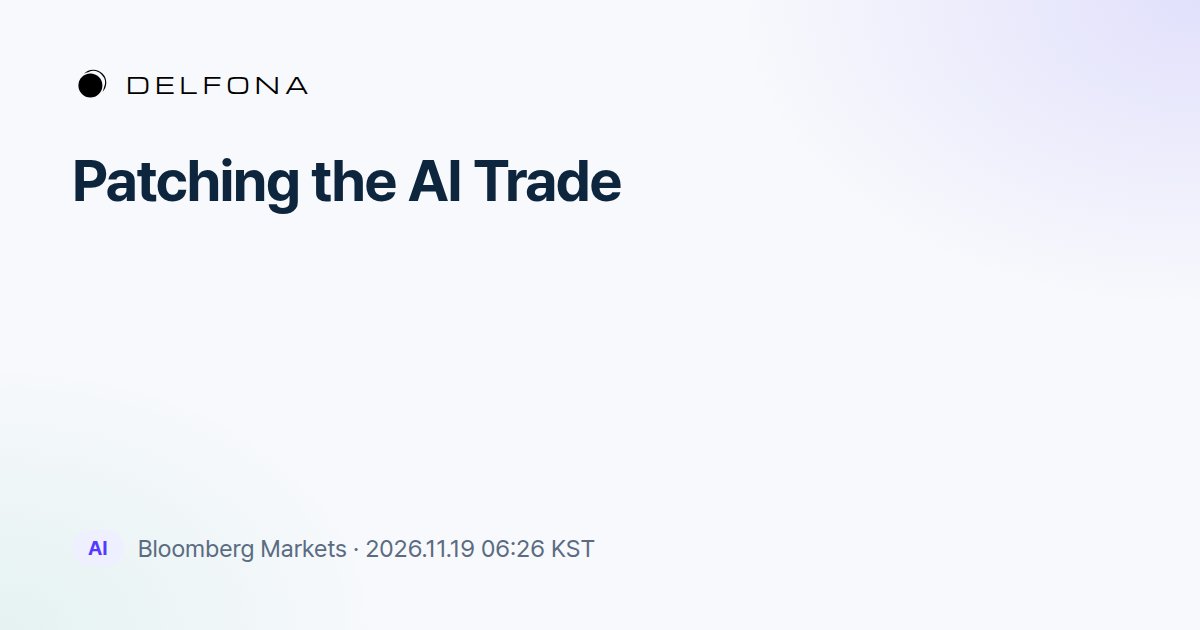 DELFONA
Patching the AI Trade
AI Bloomberg Markets · 2026.11.19 06:26 KST